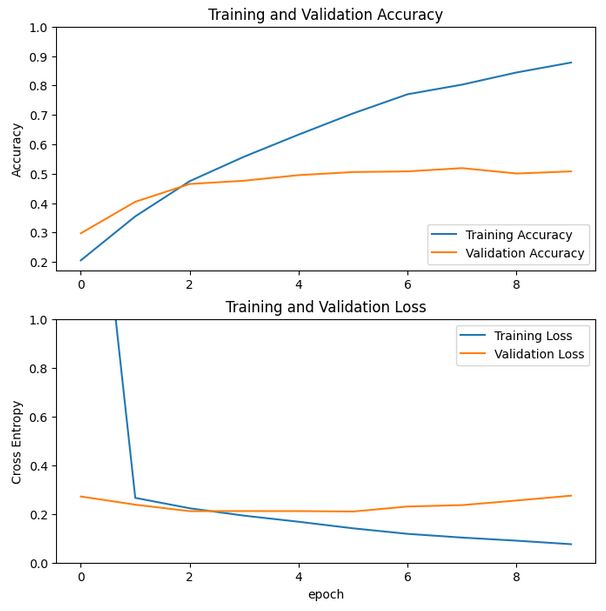 Training and Validation Accuracy
1.0
0.9
0.8
0.7
0.6
0.5
0.4
0.3
0.2
Accuracy
Training Accuracy
Validation Accuracy
0 2 4 6 8
Training and Validation Loss
1.0
0.8
0.6
0.4
0.2
0.0
Cross Entropy
Training Loss
Validation Loss
0 2 4 6 8
epoch